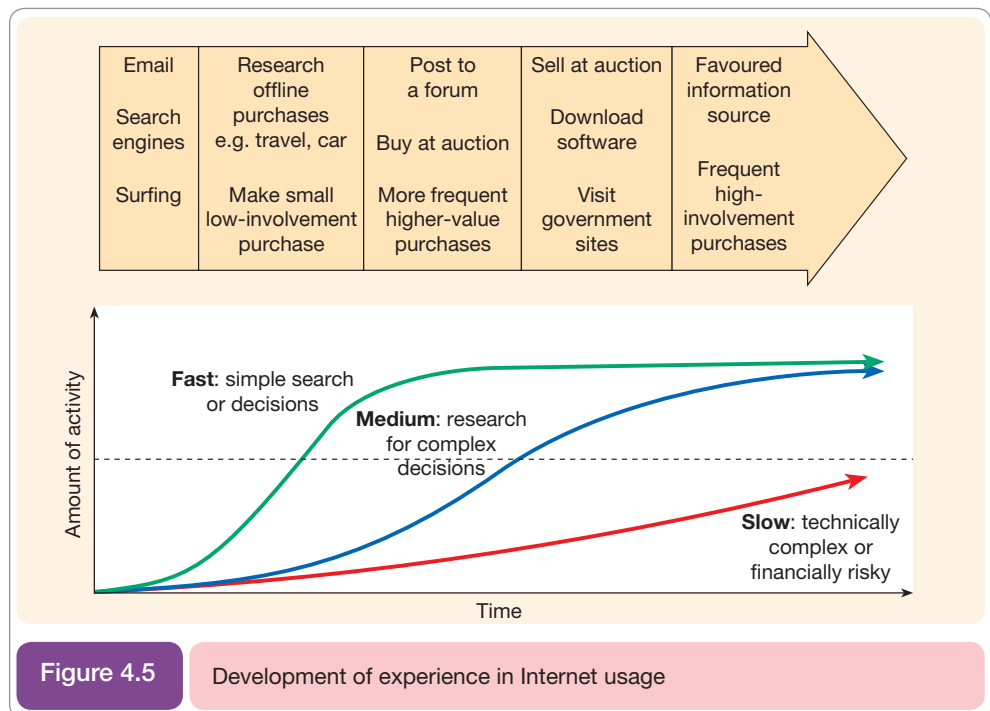 Email
Search
engines
Surfing
Research
offline
purchases
e.g. travel, car
Make small
low-involvement
purchase
Post to
a forum
Buy at auction
More frequent
higher-value
purchases
Sell at auction
Download
software
Visit
government
sites
Favoured
information
source
Frequent
high-
involvement
purchases
Amount of activity
Fast: simple search
or decisions
Medium: research
for complex
decisions
Slow: technically
complex or
financially risky
Time
Figure 4.5
Development of experience in Internet usage